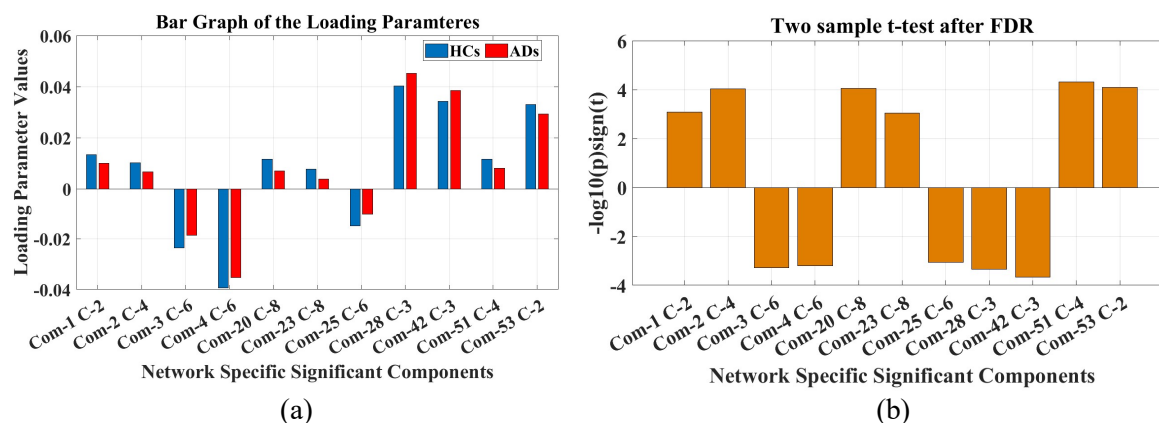 Bar Graph of the Loading Paramteres
HCs ADs
Loading Parameter Values
0.06
0.04
0.02
0
-0.02
-0.04
Com-1 C-2
Com-2 C-4
Com-3 C-6
Com-4 C-6
Com-20 C-8
Com-23 C-8
Com-25 C-6
Com-28 C-3
Com-42 C-3
Com-51 C-4
Com-53 C-2
Network Specific Significant Components
(a)
Two sample t-test after FDR
-log10(p)sign(t)
6
4
2
0
-2
-4
Com-1 C-2
Com-2 C-4
Com-3 C-6
Com-4 C-6
Com-20 C-8
Com-23 C-8
Com-25 C-6
Com-28 C-3
Com-42 C-3
Com-51 C-4
Com-53 C-2
Network Specific Significant Components
(b)